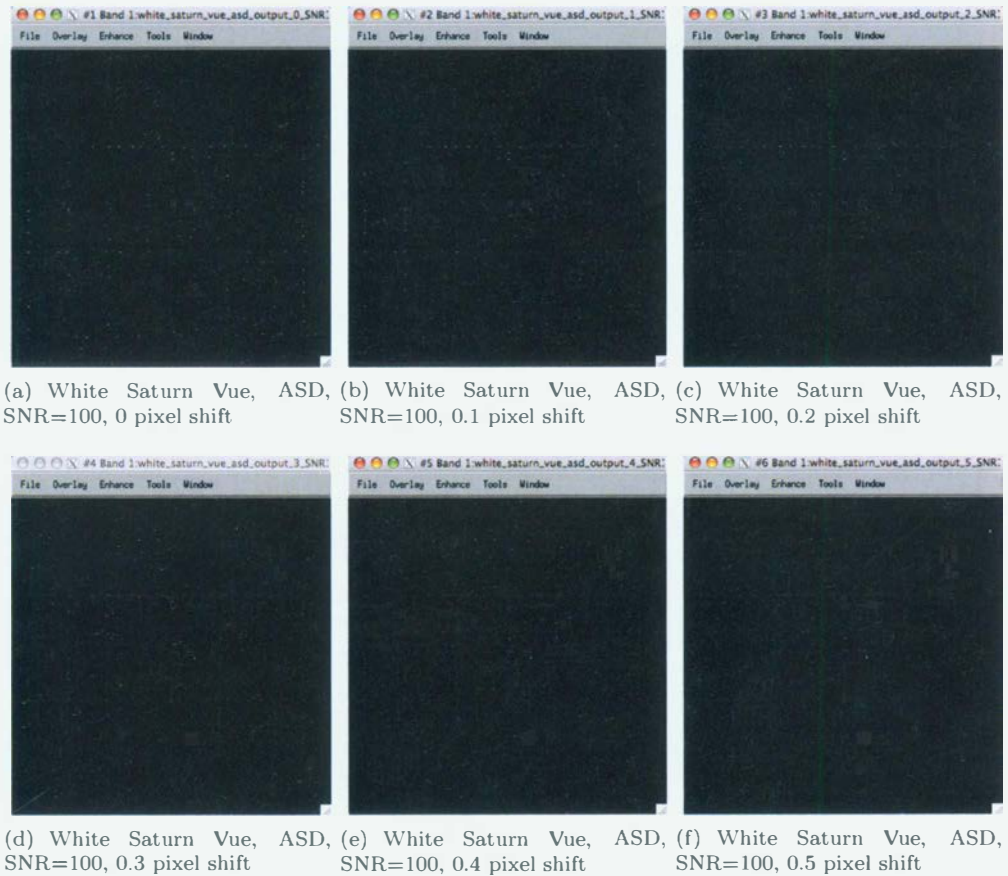 #1 Band 1:white_saturn_vue_asd_output_0_SNR:
File Overlay Enhance Tools Window
#2 Band 1:white_saturn_vue_asd_output_1_SNR:
File Overlay Enhance Tools Window
#3 Band 1:white_saturn_vue_asd_output_2_SNR:
File Overlay Enhance Tools Window
(a) White Saturn Vue, ASD,
SNR=100, 0 pixel shift
(b) White Saturn Vue, ASD,
SNR=100, 0.1 pixel shift
(c) White Saturn Vue, ASD,
SNR=100, 0.2 pixel shift
#4 Band 1:white_saturn_vue_asd_output_3_SNR:
File Overlay Enhance Tools Window
#5 Band 1:white_saturn_vue_asd_output_4_SNR:
File Overlay Enhance Tools Window
#6 Band 1:white_saturn_vue_asd_output_5_SNR:
File Overlay Enhance Tools Window
(d) White Saturn Vue, ASD,
SNR=100, 0.3 pixel shift
(e) White Saturn Vue, ASD,
SNR=100, 0.4 pixel shift
(f) White Saturn Vue, ASD,
SNR=100, 0.5 pixel shift